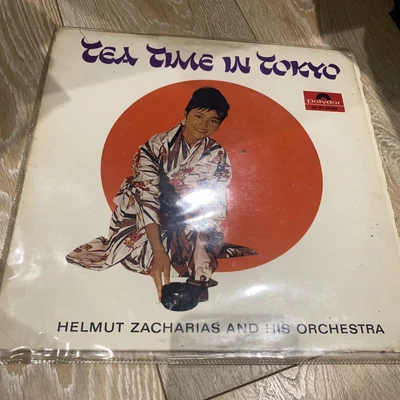 TEA TIME IN TOKYO
Polydor
HELMUT ZACHARIAS AND HIS ORCHESTRA